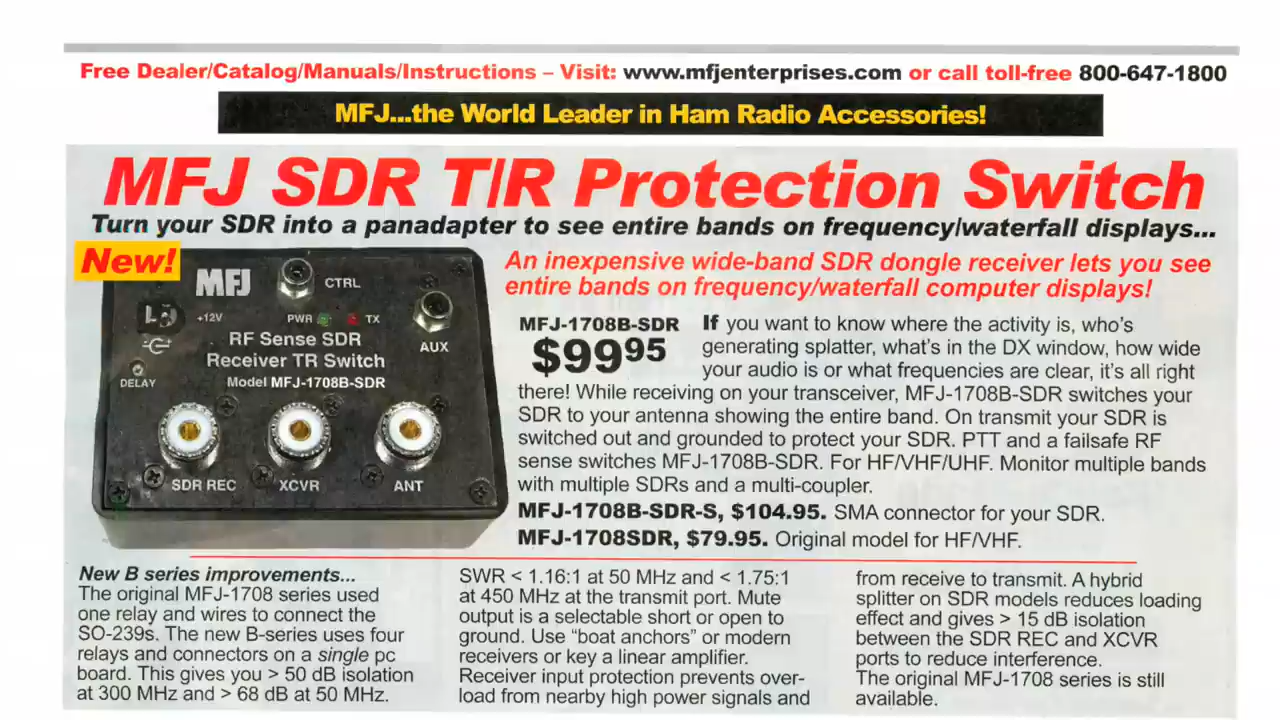 Free Dealer/Catalog/Manuals/Instructions – Visit: www.mfjenterprises.com or call toll-free 800-647-1800
MFJ...the World Leader in Ham Radio Accessories!
MFJ SDR T/R Protection Switch
Turn your SDR into a panadapter to see entire bands on frequency/waterfall displays...
New!
An inexpensive wide-band SDR dongle receiver lets you see
entire bands on frequency/waterfall computer displays!
MFJ
CTRL
+12V
PWR
TX
AUX
RF Sense SDR
Receiver TR Switch
Model MFJ-1708B-SDR
DELAY
SDR REC
XCVR
ANT
MFJ-1708B-SDR
$9995
If you want to know where the activity is, who's
generating splatter, what's in the DX window, how wide
your audio is or what frequencies are clear, it's all right
there! While receiving on your transceiver, MFJ-1708B-SDR switches your
SDR to your antenna showing the entire band. On transmit your SDR is
switched out and grounded to protect your SDR. PTT and a failsafe RF
sense switches MFJ-1708B-SDR. For HF/VHF/UHF. Monitor multiple bands
with multiple SDRs and a multi-coupler.
MFJ-1708B-SDR-S, $104.95. SMA connector for your SDR.
MFJ-1708SDR, $79.95. Original model for HF/VHF.
New B series improvements...
The original MFJ-1708 series used
one relay and wires to connect the
SO-239s. The new B-series uses four
relays and connectors on a single pc
board. This gives you > 50 dB isolation
at 300 MHz and > 68 dB at 50 MHz.
SWR < 1.16:1 at 50 MHz and < 1.75:1
at 450 MHz at the transmit port. Mute
output is a selectable short or open to
ground. Use "boat anchors" or modern
receivers or key a linear amplifier.
Receiver input protection prevents over-
load from nearby high power signals and
from receive to transmit. A hybrid
splitter on SDR models reduces loading
effect and gives > 15 dB isolation
between the SDR REC and XCVR
ports to reduce interference.
The original MFJ-1708 series is still
available.